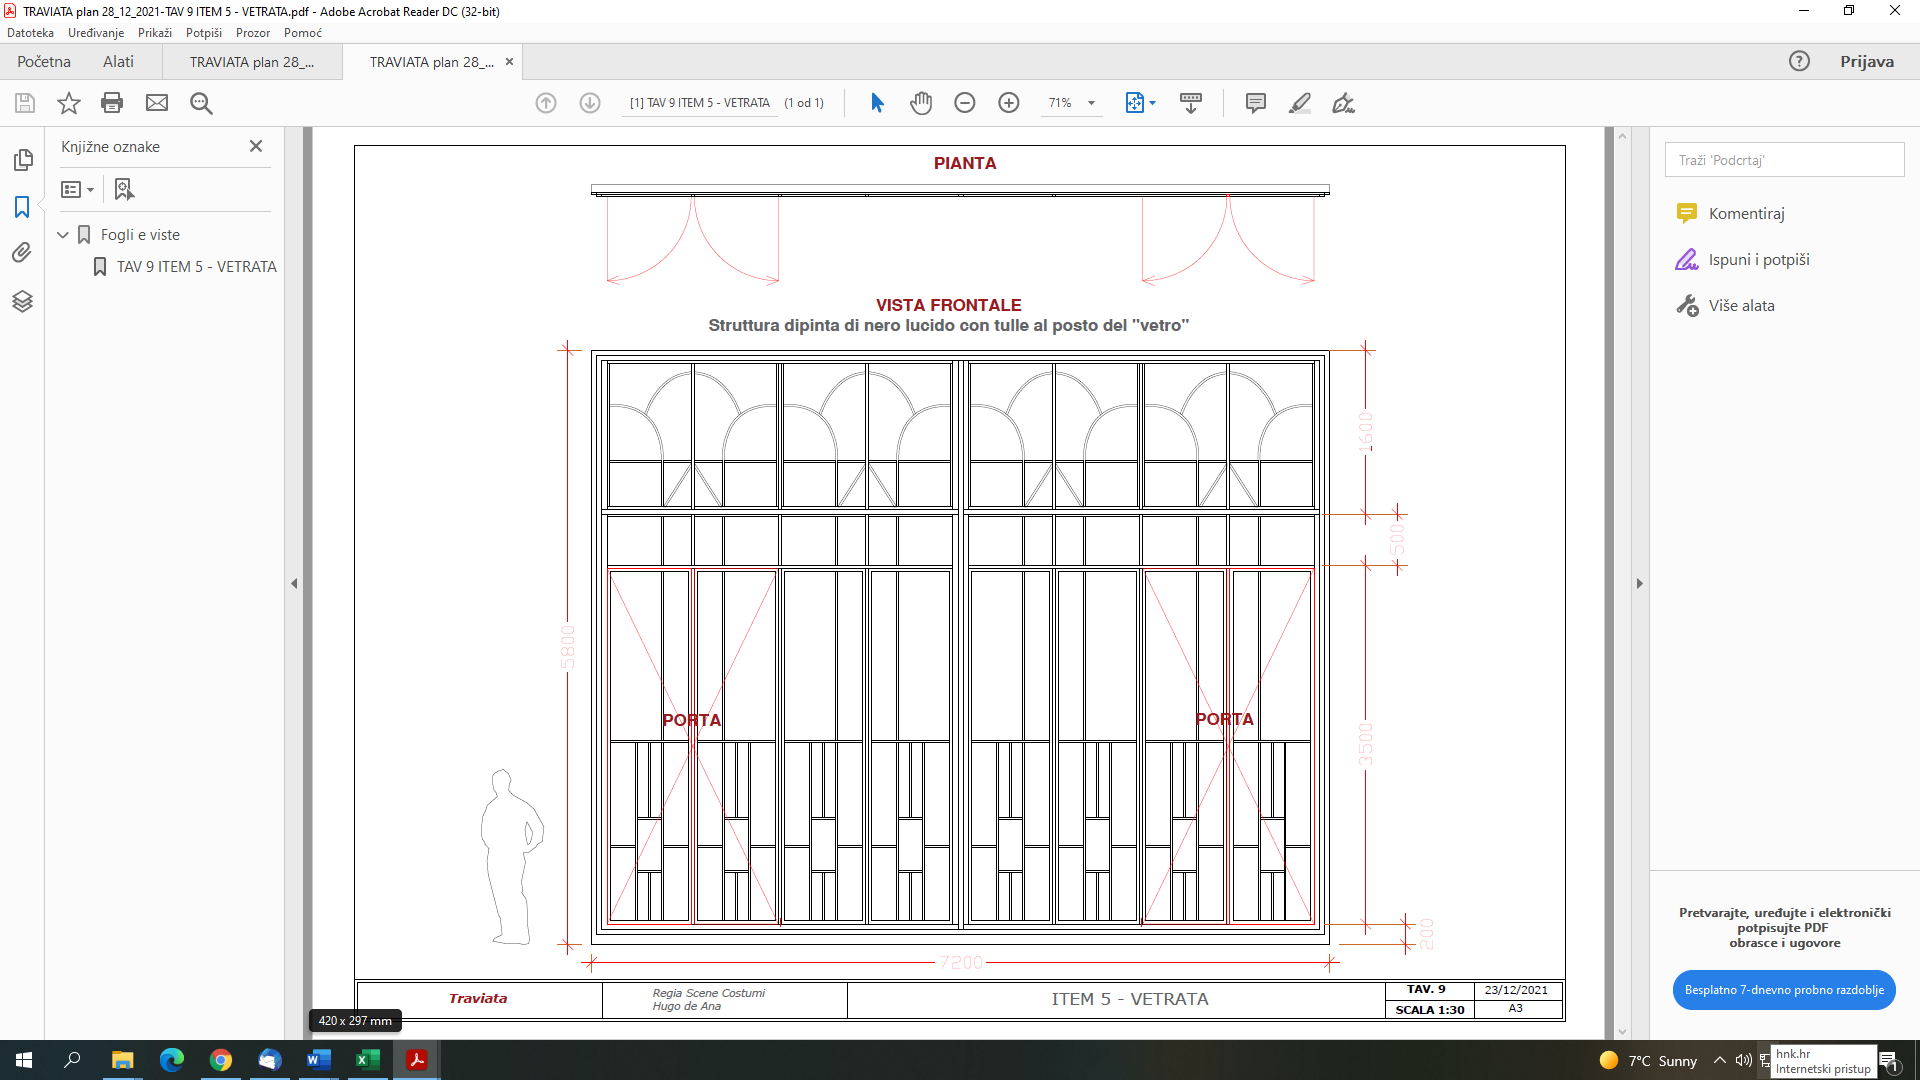 TRAVIATA plan 28_12_2021-TAV 9 ITEM 5 - VETRATA.pdf - Adobe Acrobat Reader DC (32-bit)
Datoteka Uređivanje Prikaži Potpiši Prozor Pomoć
Početna Alati TRAVIATA plan 28_... TRAVIATA plan 28_...
Prijava
[1] TAV 9 ITEM 5 - VETRATA (1 od 1) 71%
Knjižne oznake
Fogli e viste
TAV 9 ITEM 5 - VETRATA
PIANTA
VISTA FRONTALE
Struttura dipinta di nero lucido con tulle al posto del "vetro"
1600
500
5800
PORTA PORTA
3500
200
7200
Traviata
Regia Scene Costumi
Hugo de Ana
ITEM 5 - VETRATA
TAV. 9 23/12/2021
SCALA 1:30 A3
420 x 297 mm
Traži 'Podcrtaj'
Komentiraj
Ispuni i potpiši
Više alata
Pretvarajte, uređujte i elektronički
potpisujte PDF
obrasce i ugovore
Besplatno 7-dnevno probno razdoblje
7°C Sunny
hnk.hr
Internetski pristup
1